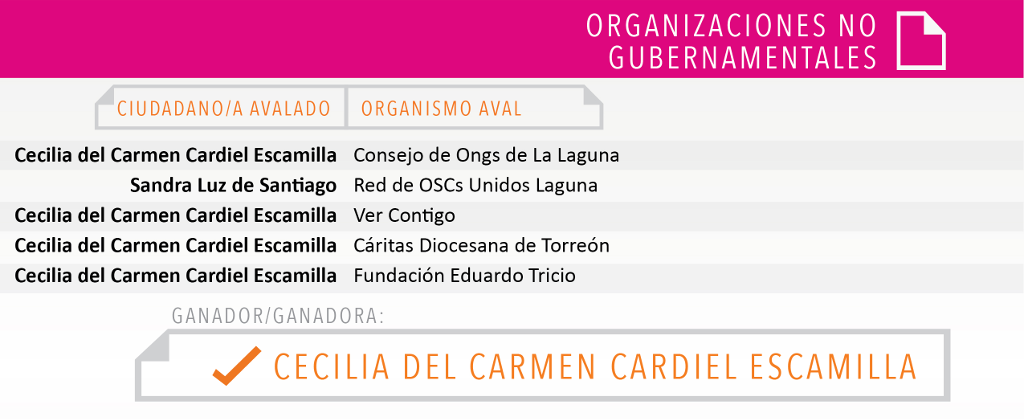 ORGANIZACIONES NO
GUBERNAMENTALES
CIUDADANO/A AVALADO ORGANISMO AVAL
Cecilia del Carmen Cardiel Escamilla Consejo de Ongs de La Laguna
Sandra Luz de Santiago Red de OSCs Unidos Laguna
Cecilia del Carmen Cardiel Escamilla Ver Contigo
Cecilia del Carmen Cardiel Escamilla Cáritas Diocesana de Torreón
Cecilia del Carmen Cardiel Escamilla Fundación Eduardo Tricio
GANADOR/GANADORA:
CECILIA DEL CARMEN CARDIEL ESCAMILLA